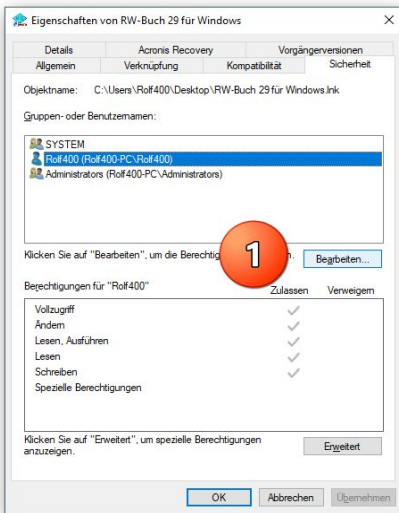 Eigenschaften von RW-Buch 29 für Windows
Details Acronis Recovery Vorgängerversionen
Allgemein Verknüpfung Kompatibilität Sicherheit
Objektname: C:\Users\Rolf400\Desktop\RW-Buch 29 für Windows.lnk
Gruppen- oder Benutzernamen:
SYSTEM
Rolf400 (Rolf400-PC\Rolf400)
Administrators (Rolf400-PC\Administrators)
Klicken Sie auf "Bearbeiten", um die Berechtig n.
1
Bearbeiten...
Berechtigungen für "Rolf400" Zulassen Verweigern
Vollzugriff
Ändern
Lesen, Ausführen
Lesen
Schreiben
Spezielle Berechtigungen
Klicken Sie auf "Erweitert", um spezielle Berechtigungen
anzuzeigen.
Erweitert
OK Abbrechen Übernehmen